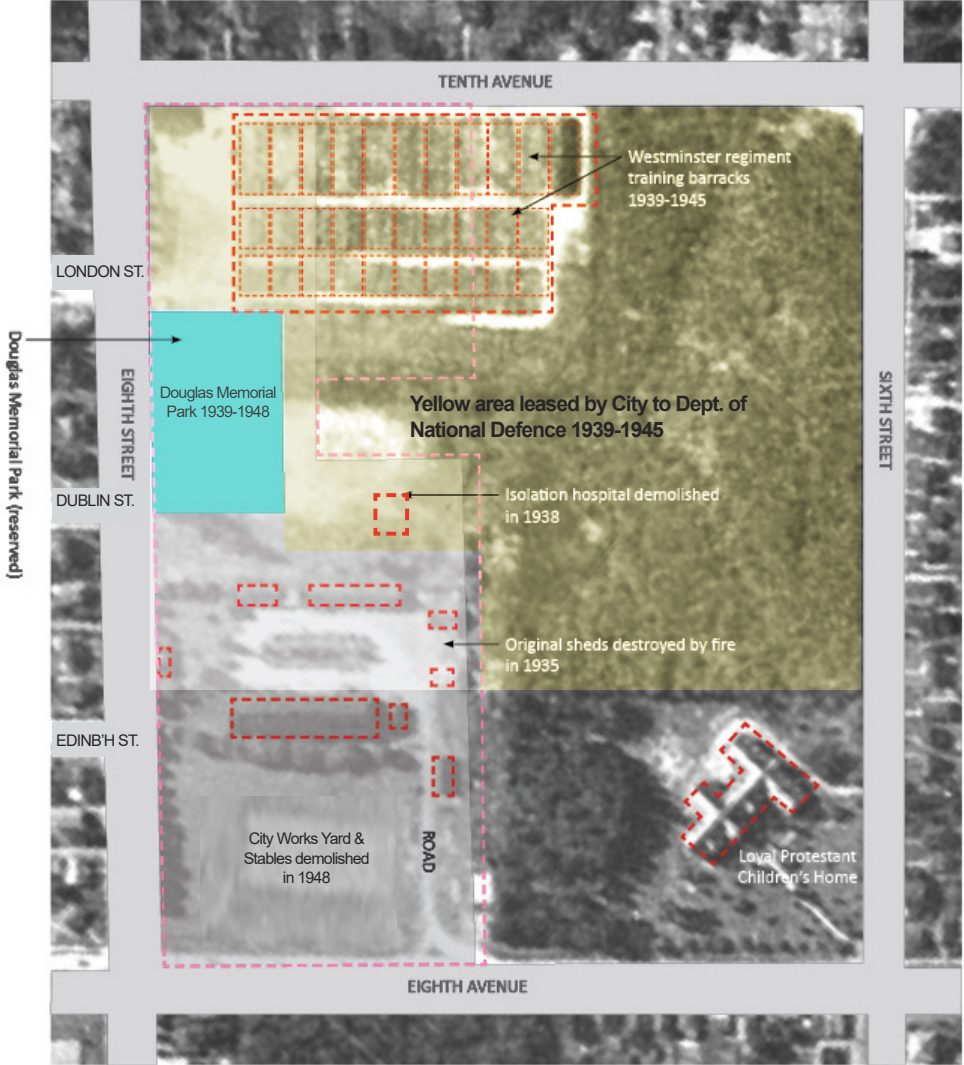 TENTH AVENUE
Westminster regiment
training barracks
1939-1945
LONDON ST.
Douglas Memorial Park (reserved)
EIGHTH STREET
Douglas Memorial
Park 1939-1948
Yellow area leased by City to Dept. of
National Defence 1939-1945
SIXTH STREET
DUBLIN ST.
Isolation hospital demolished
in 1938
Original sheds destroyed by fire
in 1935
EDINB'H ST.
City Works Yard &
Stables demolished
in 1948
ROAD
Loyal Protestant
Children's Home
EIGHTH AVENUE